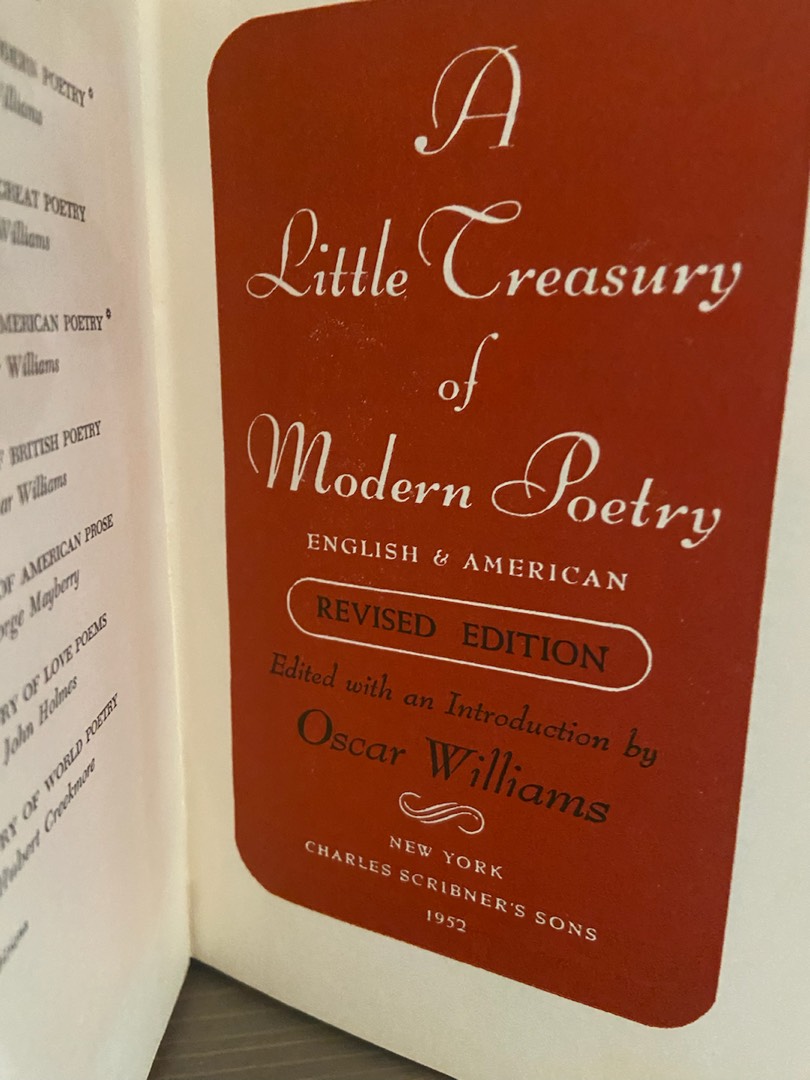 POETRY*
Williams
GREAT POETRY
Williams
AMERICAN POETRY*
Williams
BRITISH POETRY
Williams
OF AMERICAN PROSE
Mayberry
OF LOVE POEMS
John Holmes
OF WORLD POETRY
Hubert Creekmore
A
Little Treasury
of
Modern Poetry
ENGLISH & AMERICAN
REVISED EDITION
Edited with an Introduction by
Oscar Williams
NEW YORK
CHARLES SCRIBNER'S SONS
1952